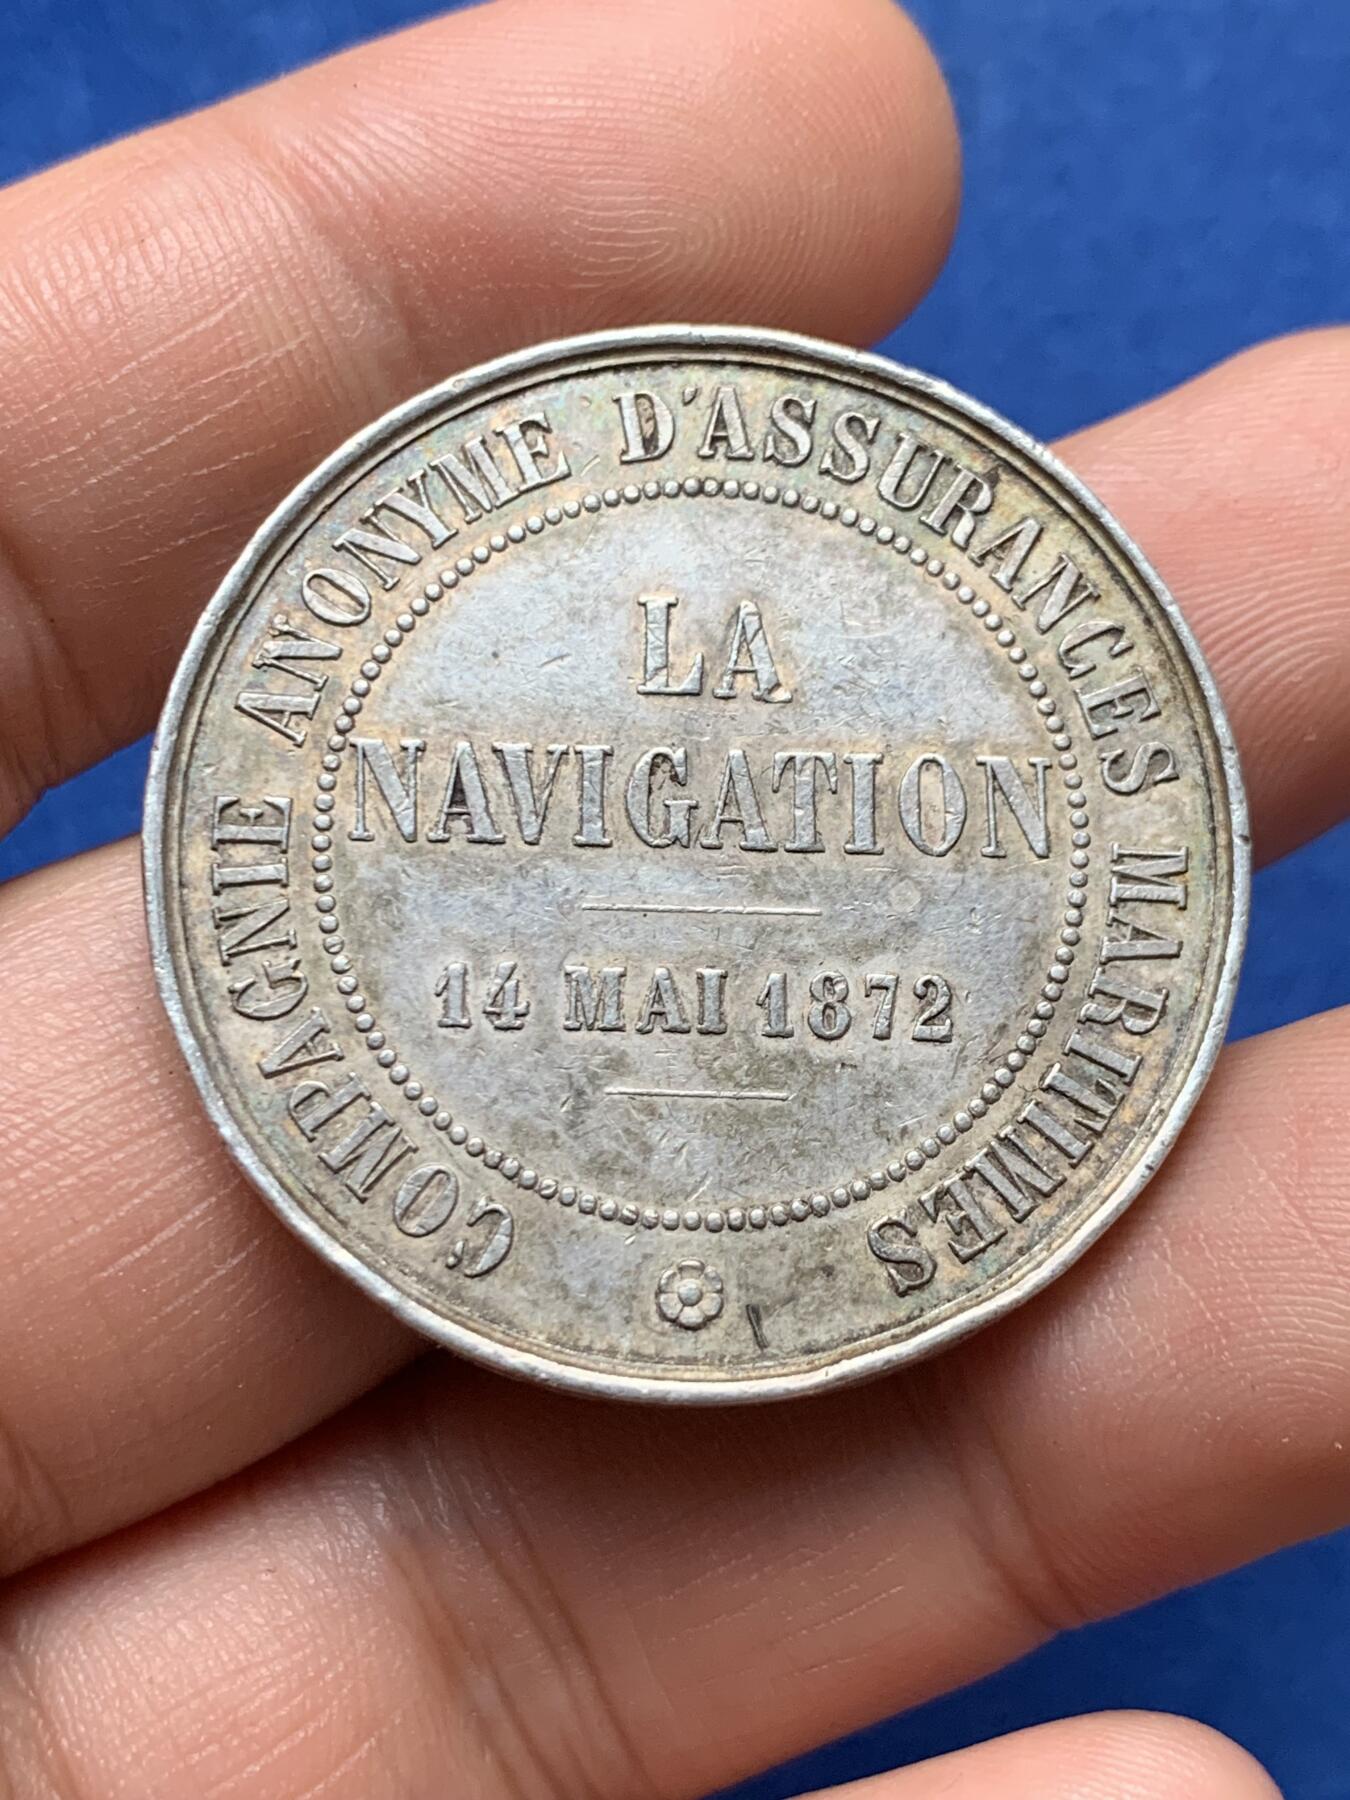 COMPAGNIE ANONYME D'ASSURANCES MARITIMES
LA
NAVIGATION
14 MAI 1872